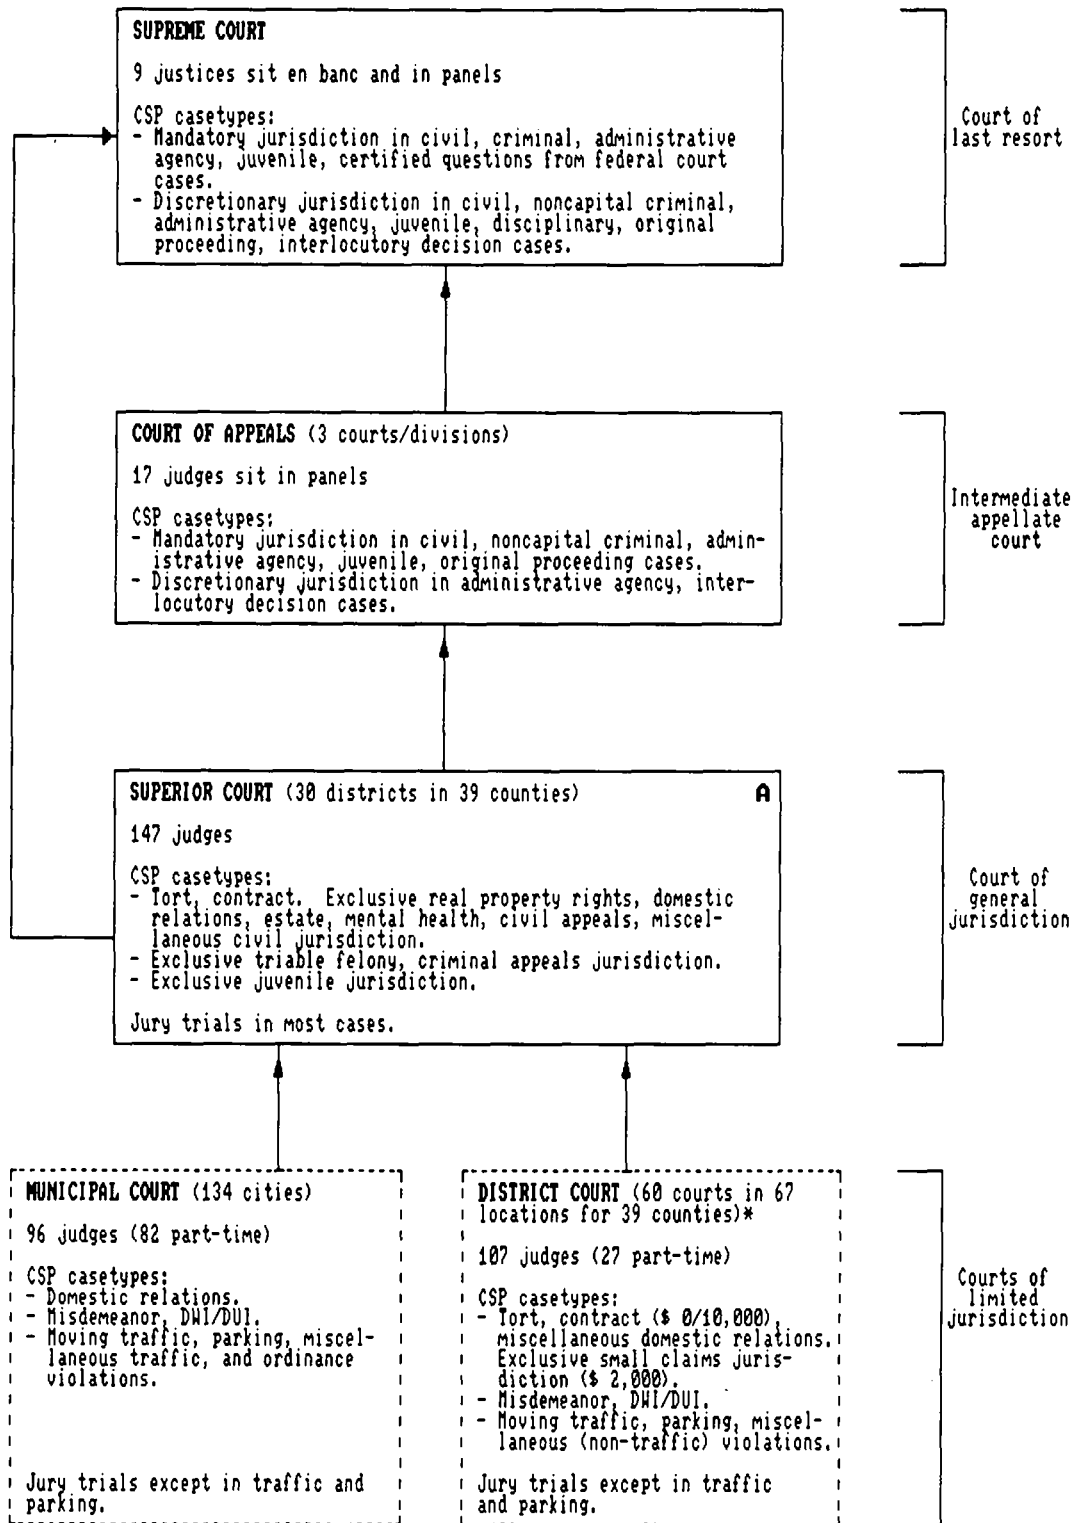 SUPREME COURT
9 justices sit en banc and in panels
CSP casetypes:
- Mandatory jurisdiction in civil, criminal, administrative
agency, juvenile, certified questions from federal court
cases.
- Discretionary jurisdiction in civil, noncapital criminal,
administrative agency, juvenile, disciplinary, original
proceeding, interlocutory decision cases.
Court of
last resort
COURT OF APPEALS (3 courts/divisions)
17 judges sit in panels
CSP casetypes:
- Mandatory jurisdiction in civil, noncapital criminal, admin-
istrative agency, juvenile, original proceeding cases.
- Discretionary jurisdiction in administrative agency, inter-
locutory decision cases.
Intermediate
appellate
court
SUPERIOR COURT (30 districts in 39 counties) A
147 judges
CSP casetypes:
- Tort, contract. Exclusive real property rights, domestic
relations, estate, mental health, civil appeals, miscel-
laneous civil jurisdiction.
- Exclusive triable felony, criminal appeals jurisdiction.
- Exclusive juvenile jurisdiction.
Jury trials in most cases.
Court of
general
jurisdiction
MUNICIPAL COURT (134 cities)
96 judges (82 part-time)
CSP casetypes:
- Domestic relations.
- Misdemeanor, DWI/DUI.
- Moving traffic, parking, miscel-
laneous traffic, and ordinance
violations.
Jury trials except in traffic and
parking.
DISTRICT COURT (60 courts in 67
locations for 39 counties)*
107 judges (27 part-time)
CSP casetypes:
- Tort, contract ($ 0/10,000),
miscellaneous domestic relations.
Exclusive small claims juris-
diction ($ 2,000).
- Misdemeanor, DWI/DUI.
- Moving traffic, parking, miscel-
laneous (non-traffic) violations.
Jury trials except in traffic
and parking.
Courts of
limited
jurisdiction